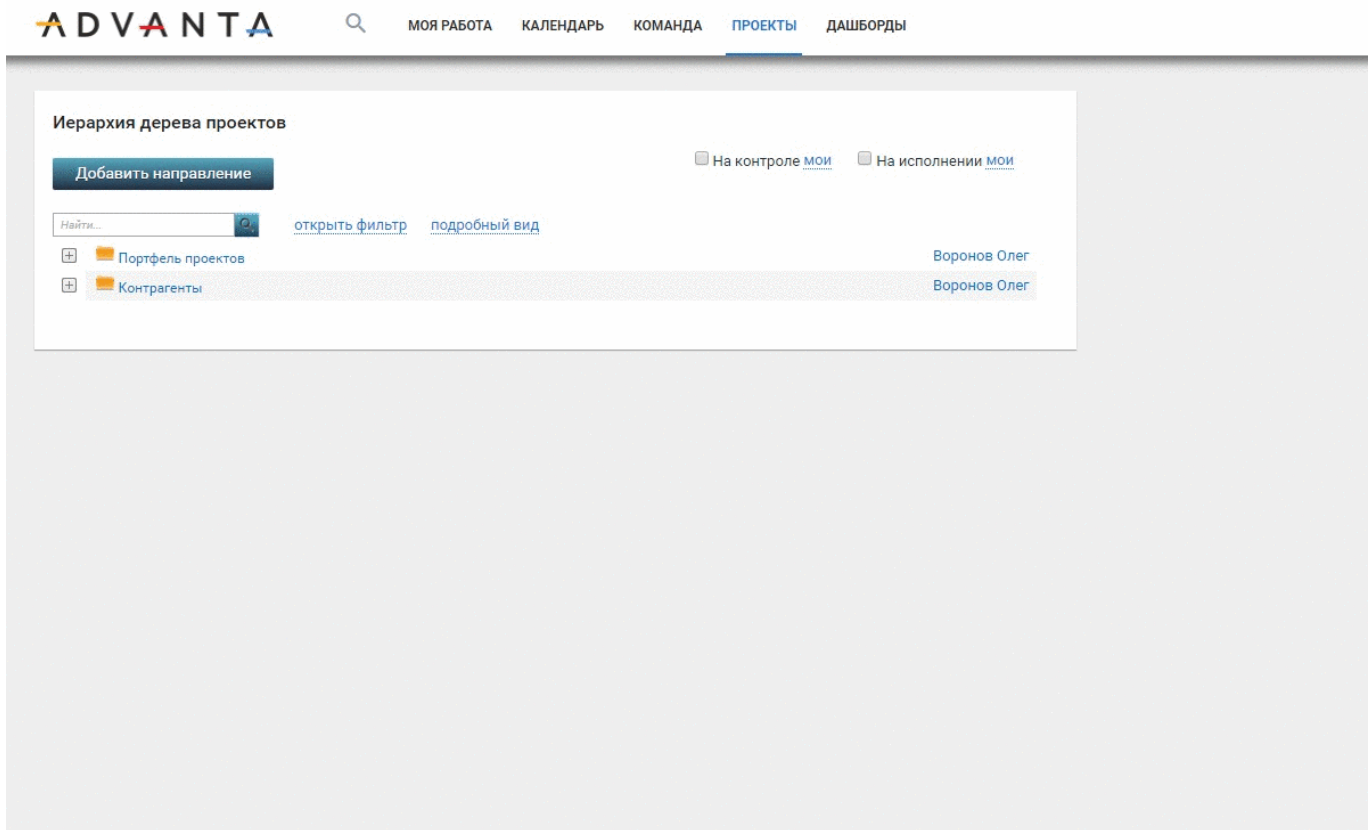 ADVANTA МОЯ РАБОТА КАЛЕНДАРЬ КОМАНДА ПРОЕКТЫ ДАШБОРДЫ
Иерархия дерева проектов
Добавить направление На контроле мои На исполнении мои
Найти... открыть фильтр подробный вид
Портфель проектов Воронов Олег
Контрагенты Воронов Олег